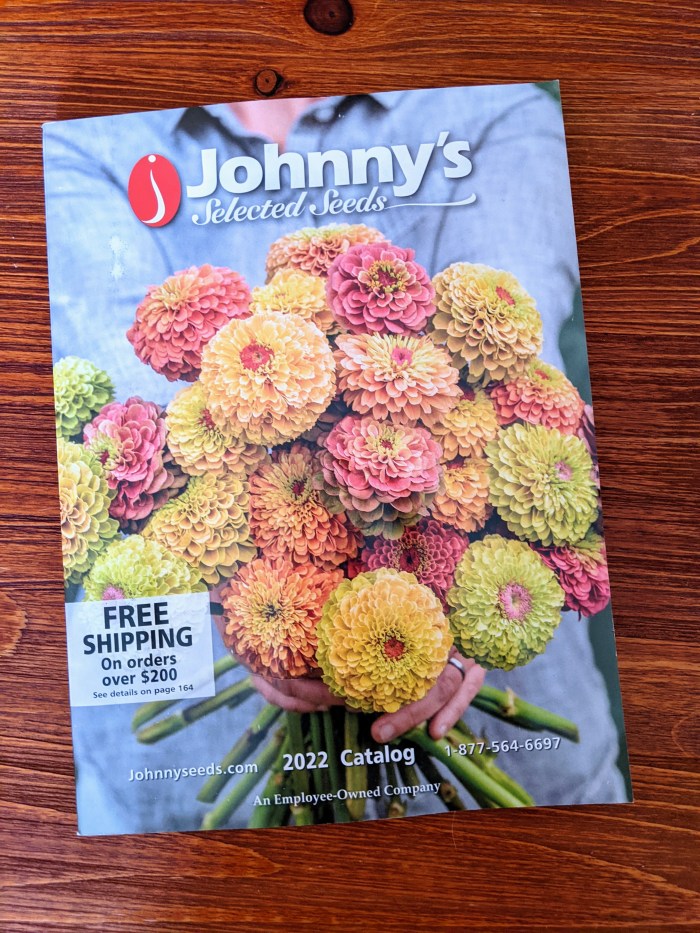 Johnny's
Selected Seeds
FREE
SHIPPING
On orders
over $200
See details on page 164
Johnnyseeds.com
2022 Catalog
1-877-564-6697
An Employee-Owned Company